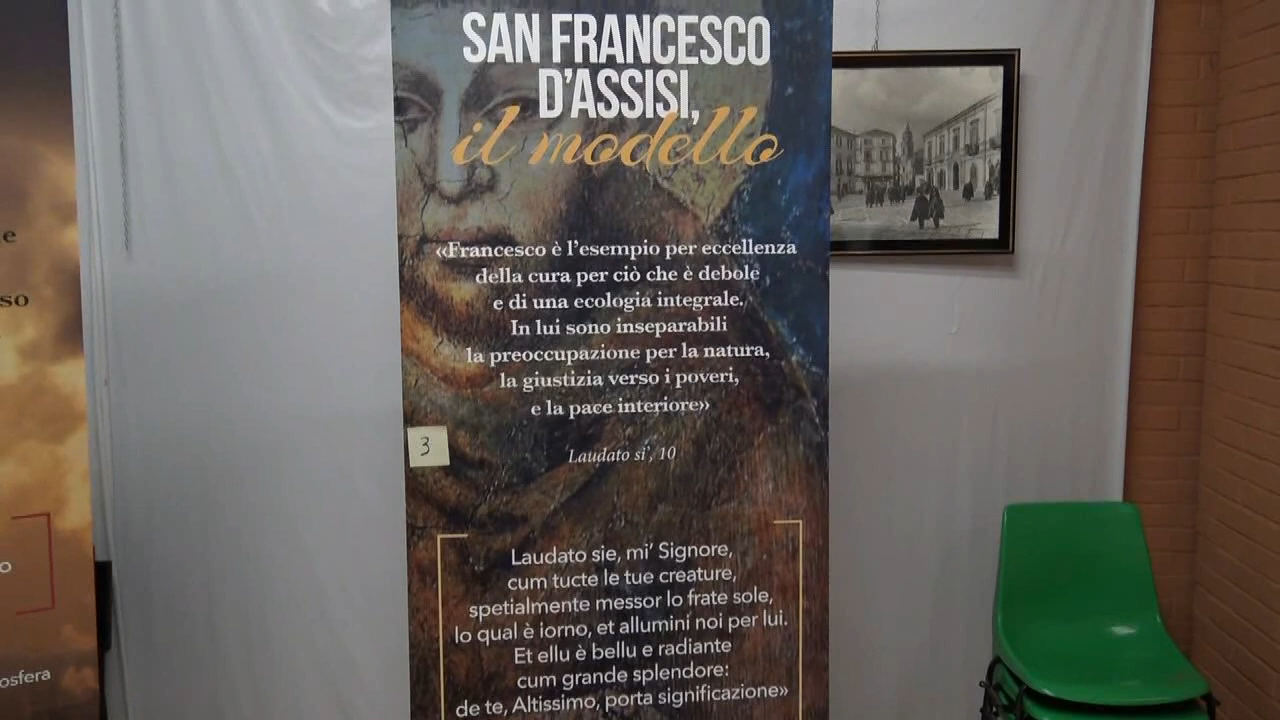 SAN FRANCESCO
D'ASSISI,
il modello
«Francesco è l'esempio per eccellenza
della cura per ciò che è debole
e di una ecologia integrale.
In lui sono inseparabili
la preoccupazione per la natura,
la giustizia verso i poveri,
e la pace interiore»
3
Laudato si', 10
Laudato sie, mi' Signore,
cum tucte le tue creature,
spetialmente messor lo frate sole,
lo qual è iorno, et allumini noi per lui.
Et ellu è bellu e radiante
cum grande splendore:
de te, Altissimo, porta significazione»
e
so
o
osfera